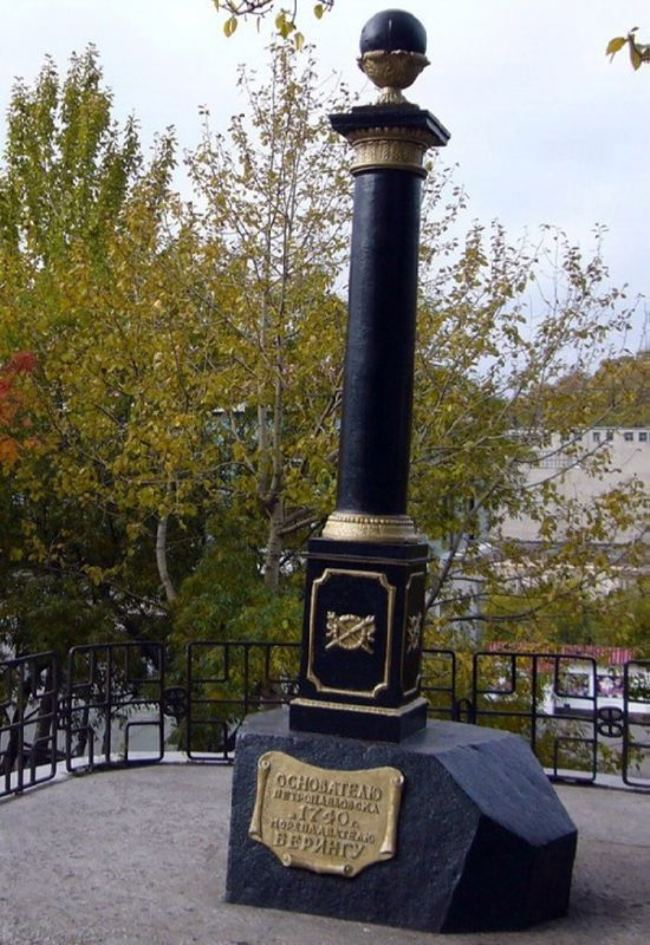 ОСНОВАТЕЛЮ
ПЕТРОПАВЛОВСКА
в 1740 г.
МОРЕПЛАВАТЕЛЮ
БЕРИНГУ